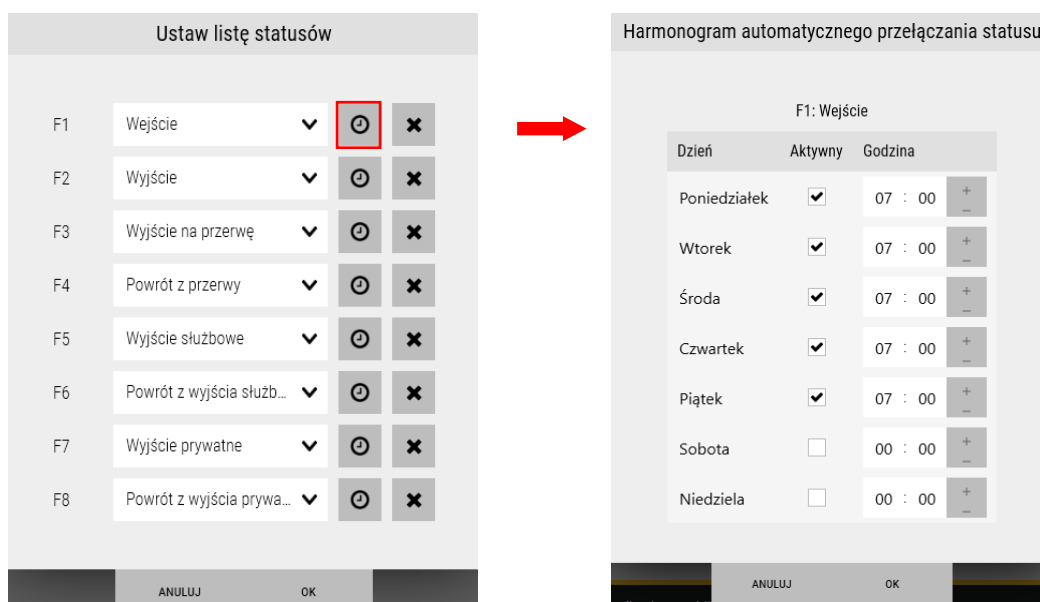 Ustaw listę statusów
F1 Wejście
F2 Wyjście
F3 Wyjście na przerwę
F4 Powrót z przerwy
F5 Wyjście służbowe
F6 Powrót z wyjścia służb...
F7 Wyjście prywatne
F8 Powrót z wyjścia prywa...
ANULUJ OK
Harmonogram automatycznego przełączania statusu
F1: Wejście
Dzień Aktywny Godzina
Poniedziałek 07 : 00 + −
Wtorek 07 : 00 + −
Środa 07 : 00 + −
Czwartek 07 : 00 + −
Piątek 07 : 00 + −
Sobota 00 : 00 + −
Niedziela 00 : 00 + −
ANULUJ OK